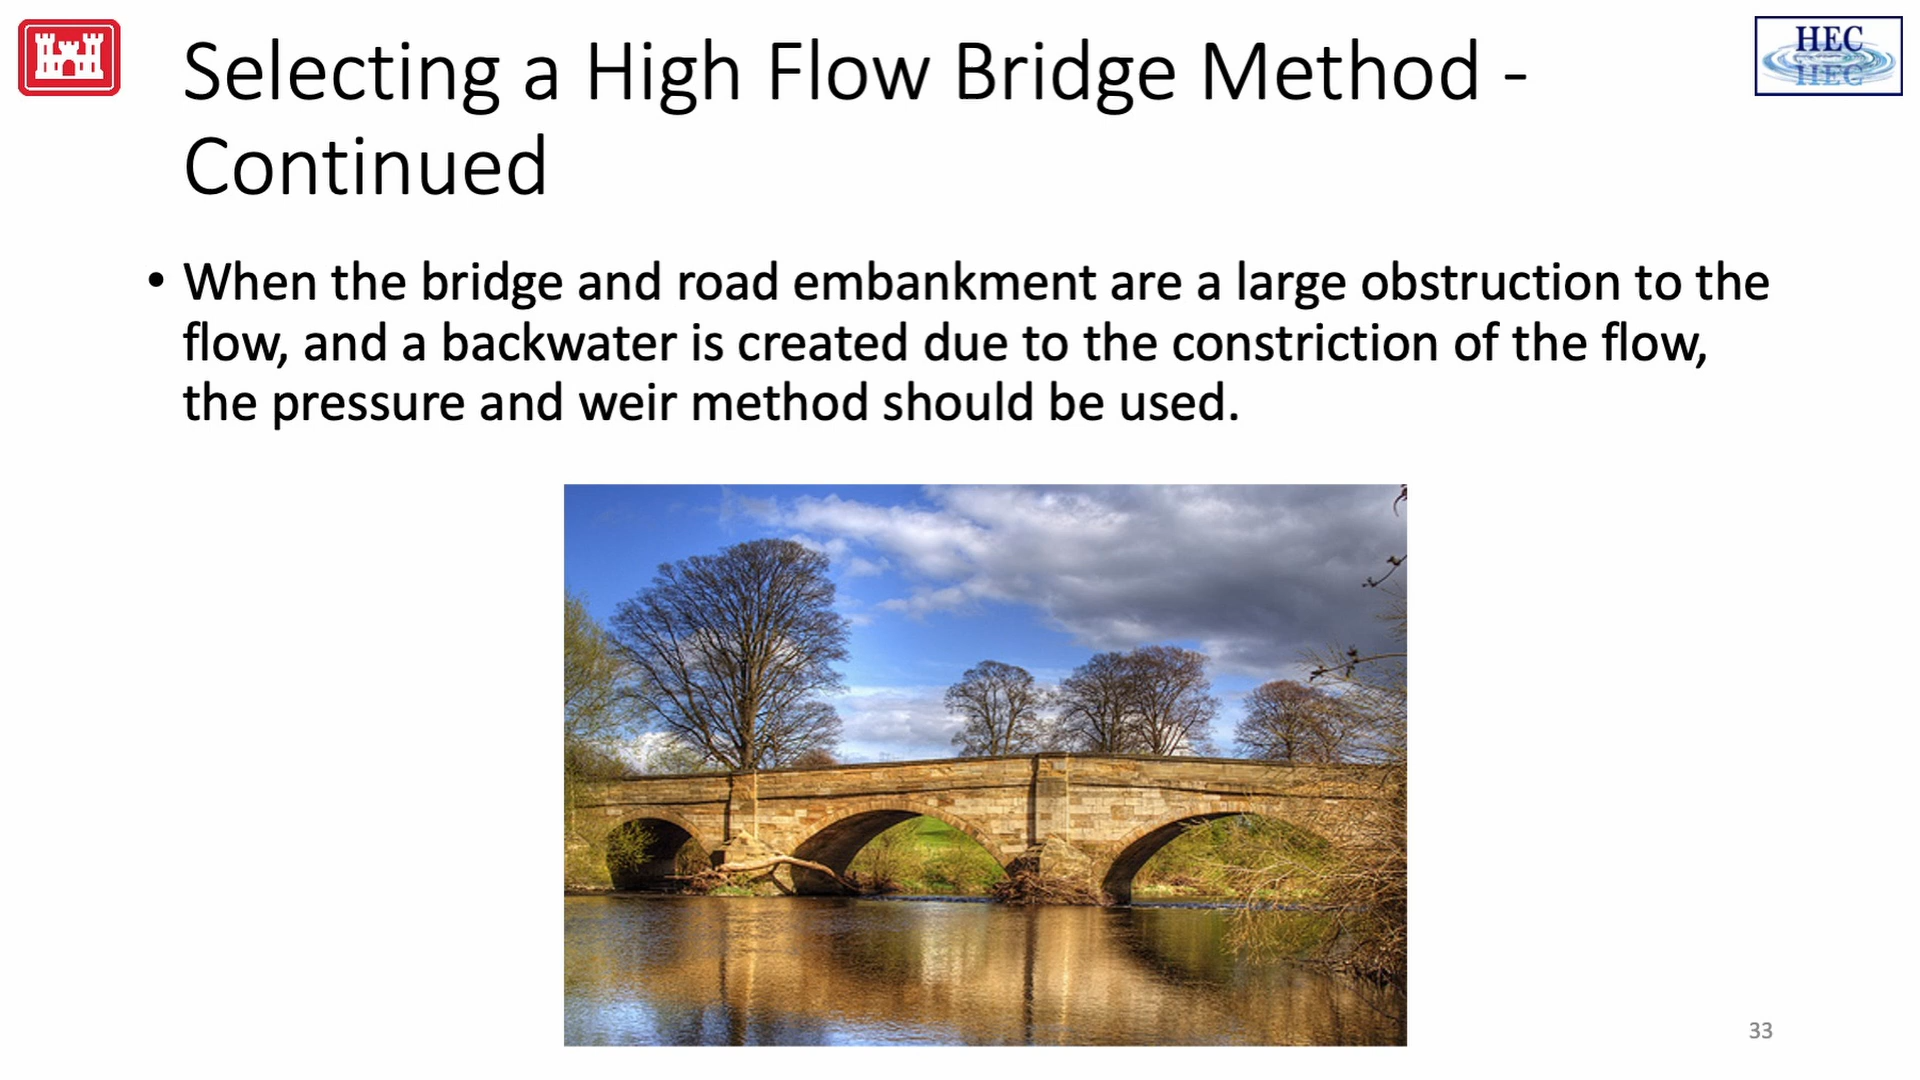 HEC
HEC
Selecting a High Flow Bridge Method -
Continued
• When the bridge and road embankment are a large obstruction to the
flow, and a backwater is created due to the constriction of the flow,
the pressure and weir method should be used.
33